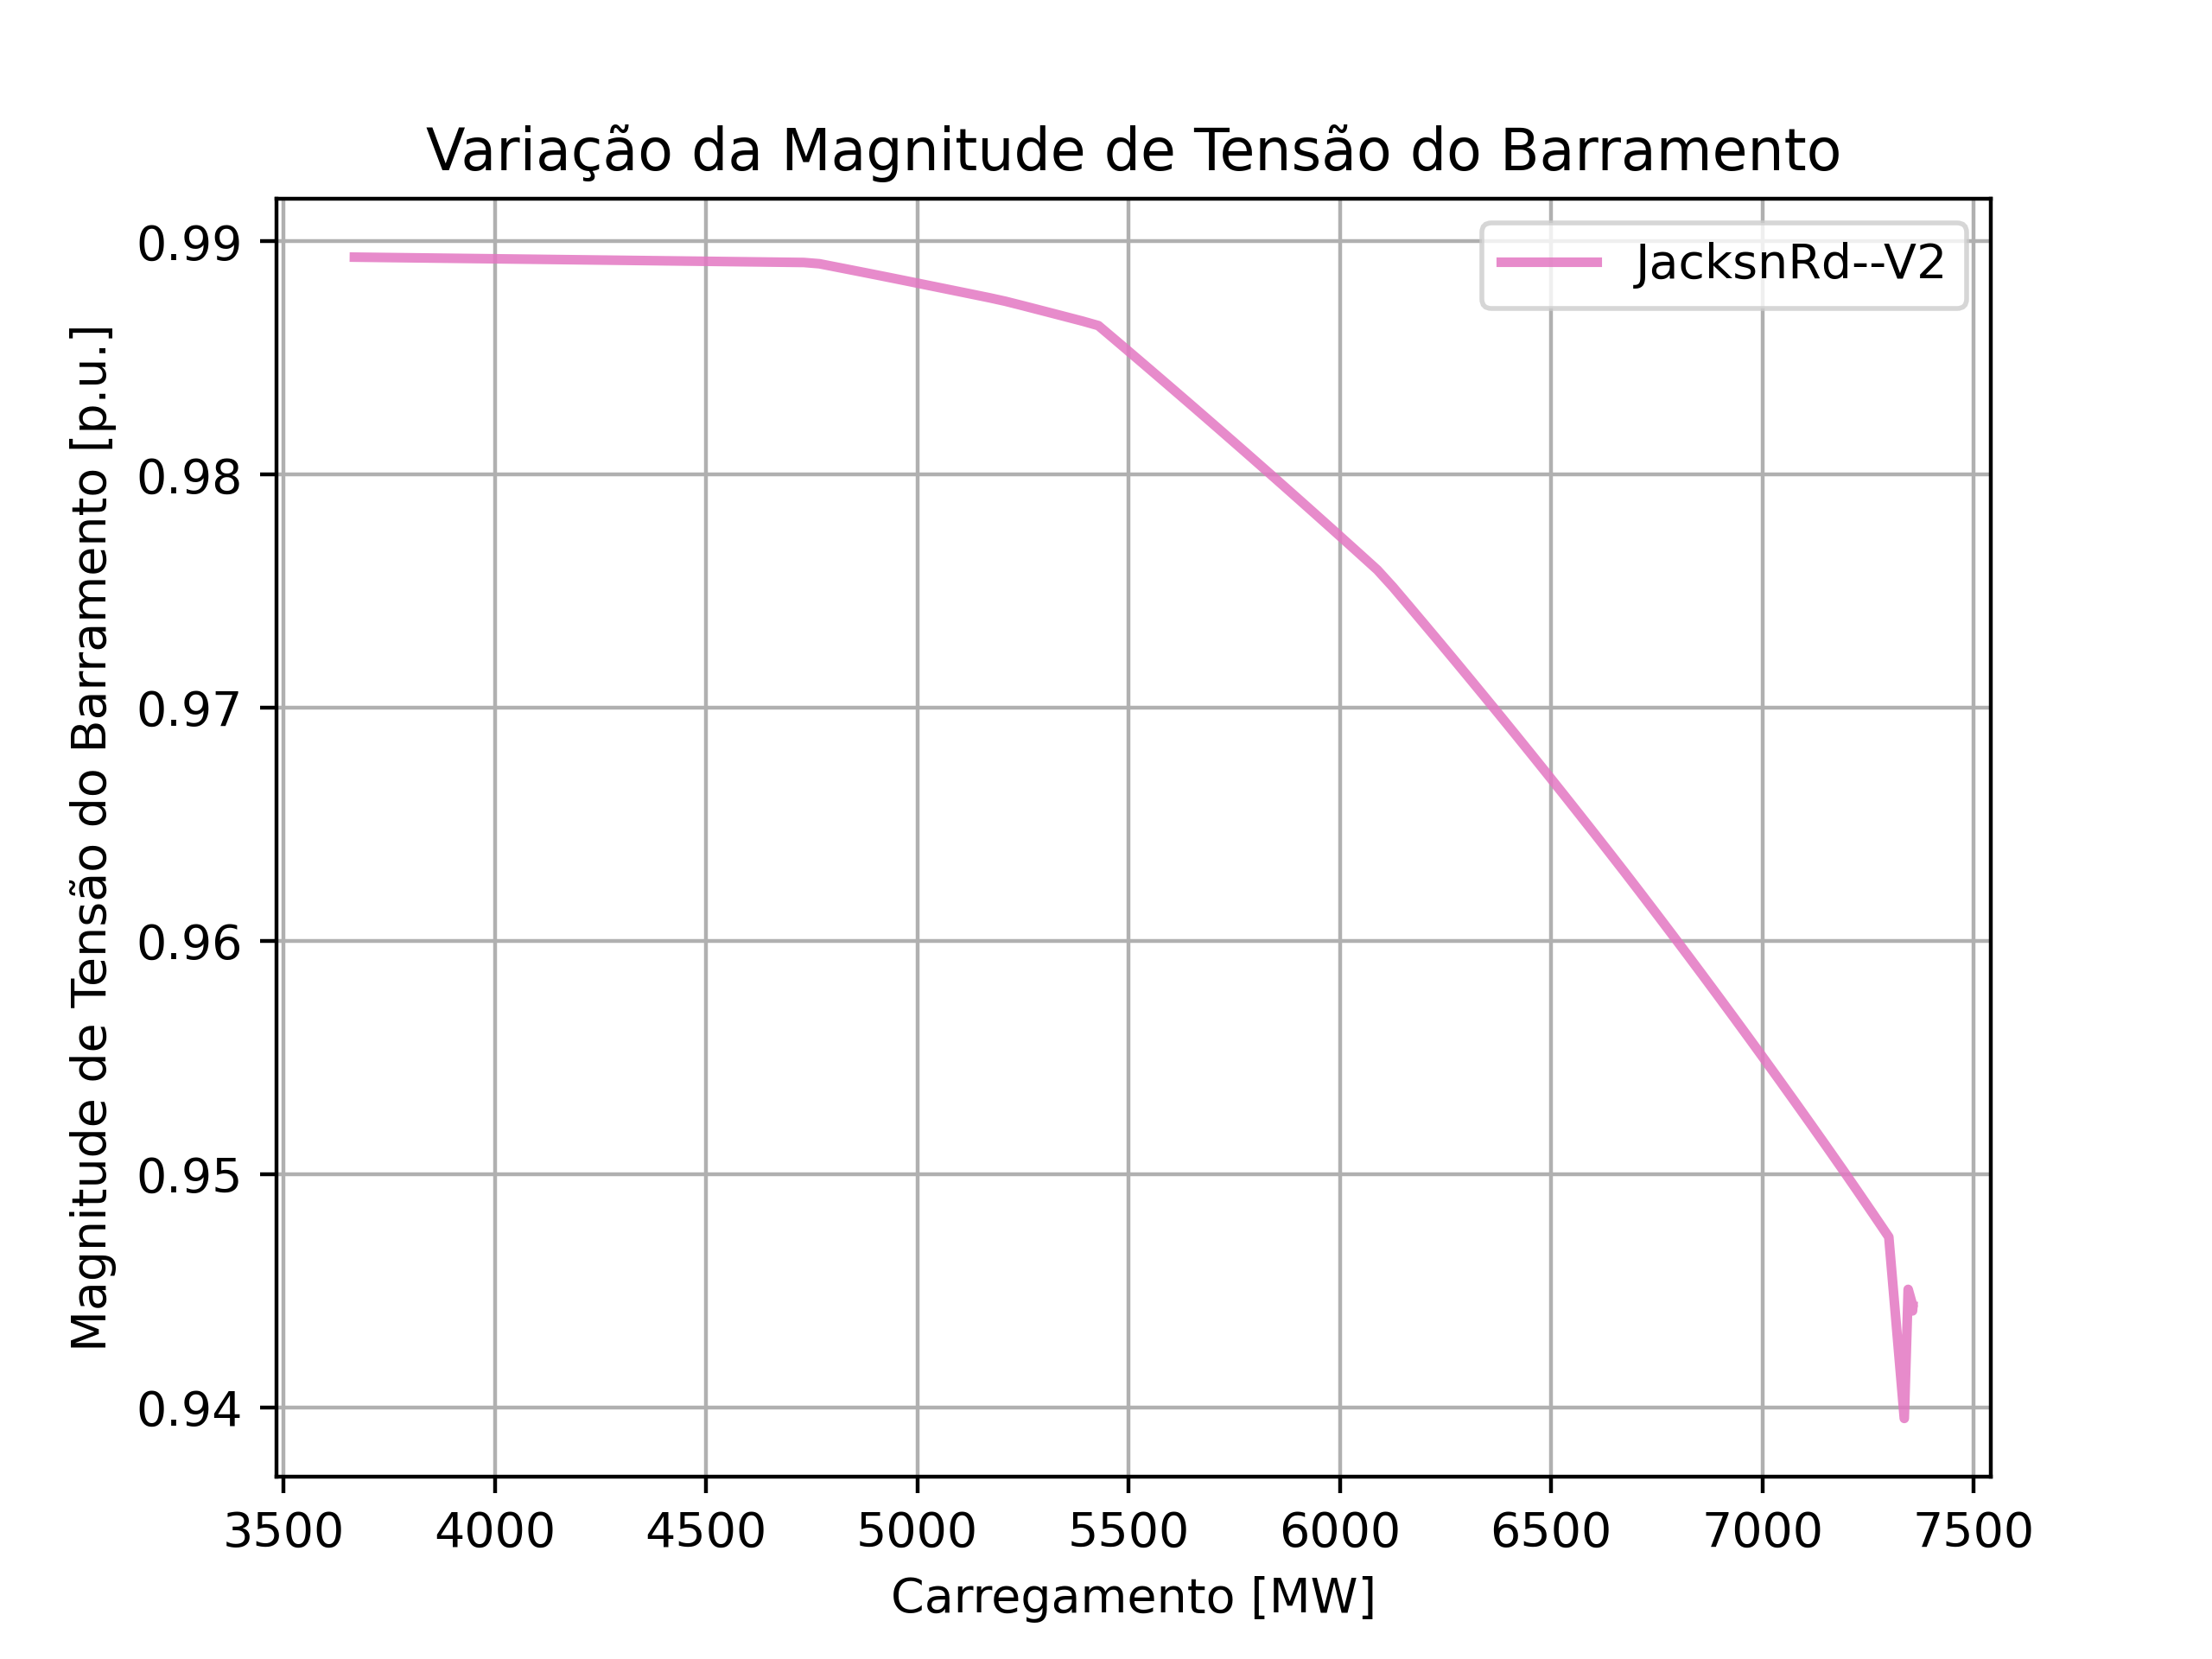 Variação da Magnitude de Tensão do Barramento
JacksnRd--V2
Magnitude de Tensão do Barramento [p.u.]
0.99
0.98
0.97
0.96
0.95
0.94
3500 4000 4500 5000 5500 6000 6500 7000 7500
Carregamento [MW]